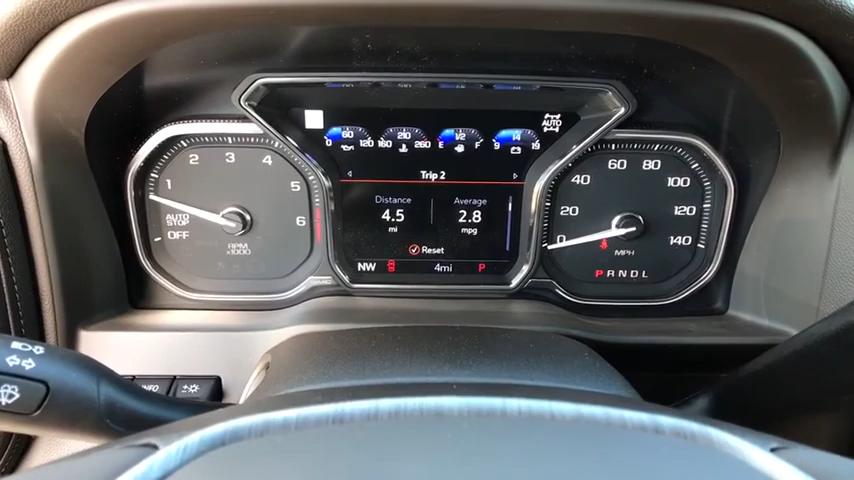 60 210 1/2 14 AUTO
0 120 160 260 E F 9 19
Trip 2
Distance Average
4.5 2.8
mi mpg
Reset
NW 4mi P
1 2 3 4 5 6
AUTO
STOP
OFF
RPM
x1000
0 20 40 60 80 100 120 140
MPH
PRNDL
INFO